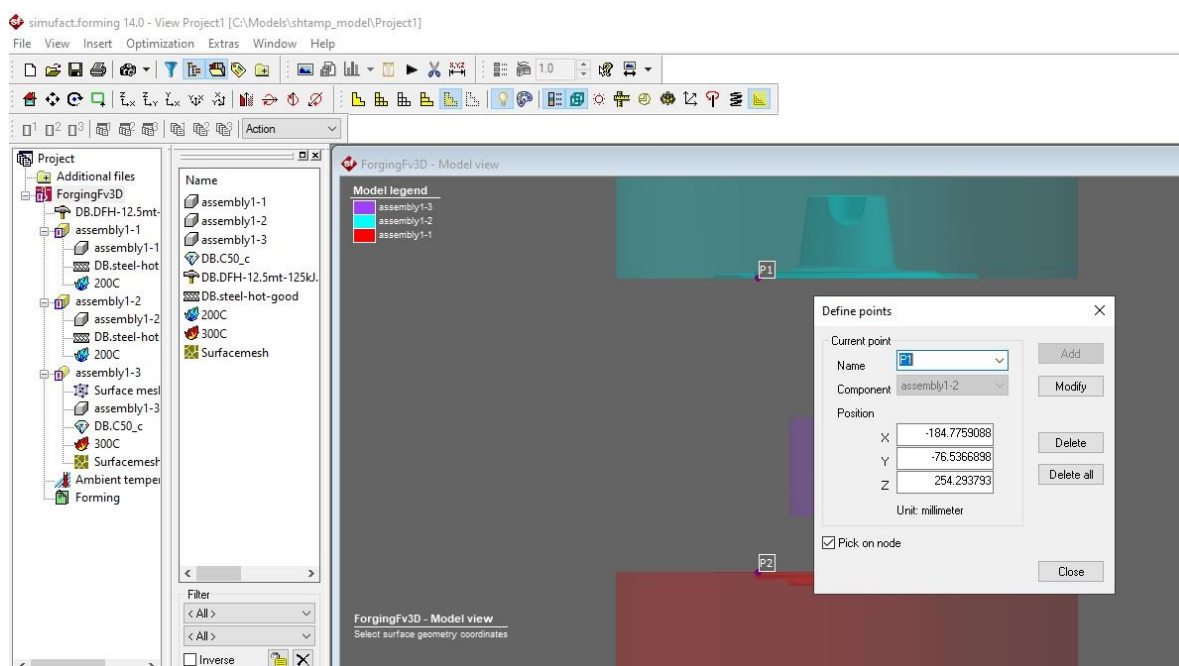 simufact.forming 14.0 - View Project1 [C:\Models\shtamp_model\Project1]
File View Insert Optimization Extras Window Help
1.0
Action
Project
Additional files
ForgingFv3D
DB.DFH-12.5mt-
assembly1-1
assembly1-1
DB.steel-hot
200C
assembly1-2
assembly1-2
DB.steel-hot
200C
assembly1-3
Surface mesl
assembly1-3
DB.C50_c
300C
Surfacemesh
Ambient temper
Forming
Name
assembly1-1
assembly1-2
assembly1-3
DB.C50_c
DB.DFH-12.5mt-125kJ.
DB.steel-hot-good
200C
300C
Surfacemesh
Filter
< All >
< All >
Inverse
ForgingFv3D - Model view
Model legend
assembly1-3
assembly1-2
assembly1-1
P1
P2
ForgingFv3D - Model view
Select surface geometry coordinates
Define points
Current point
Name P1
Component assembly1-2
Position
X -184.7759088
Y -76.5366898
Z 254.293793
Unit: millimeter
Pick on node
Add
Modify
Delete
Delete all
Close